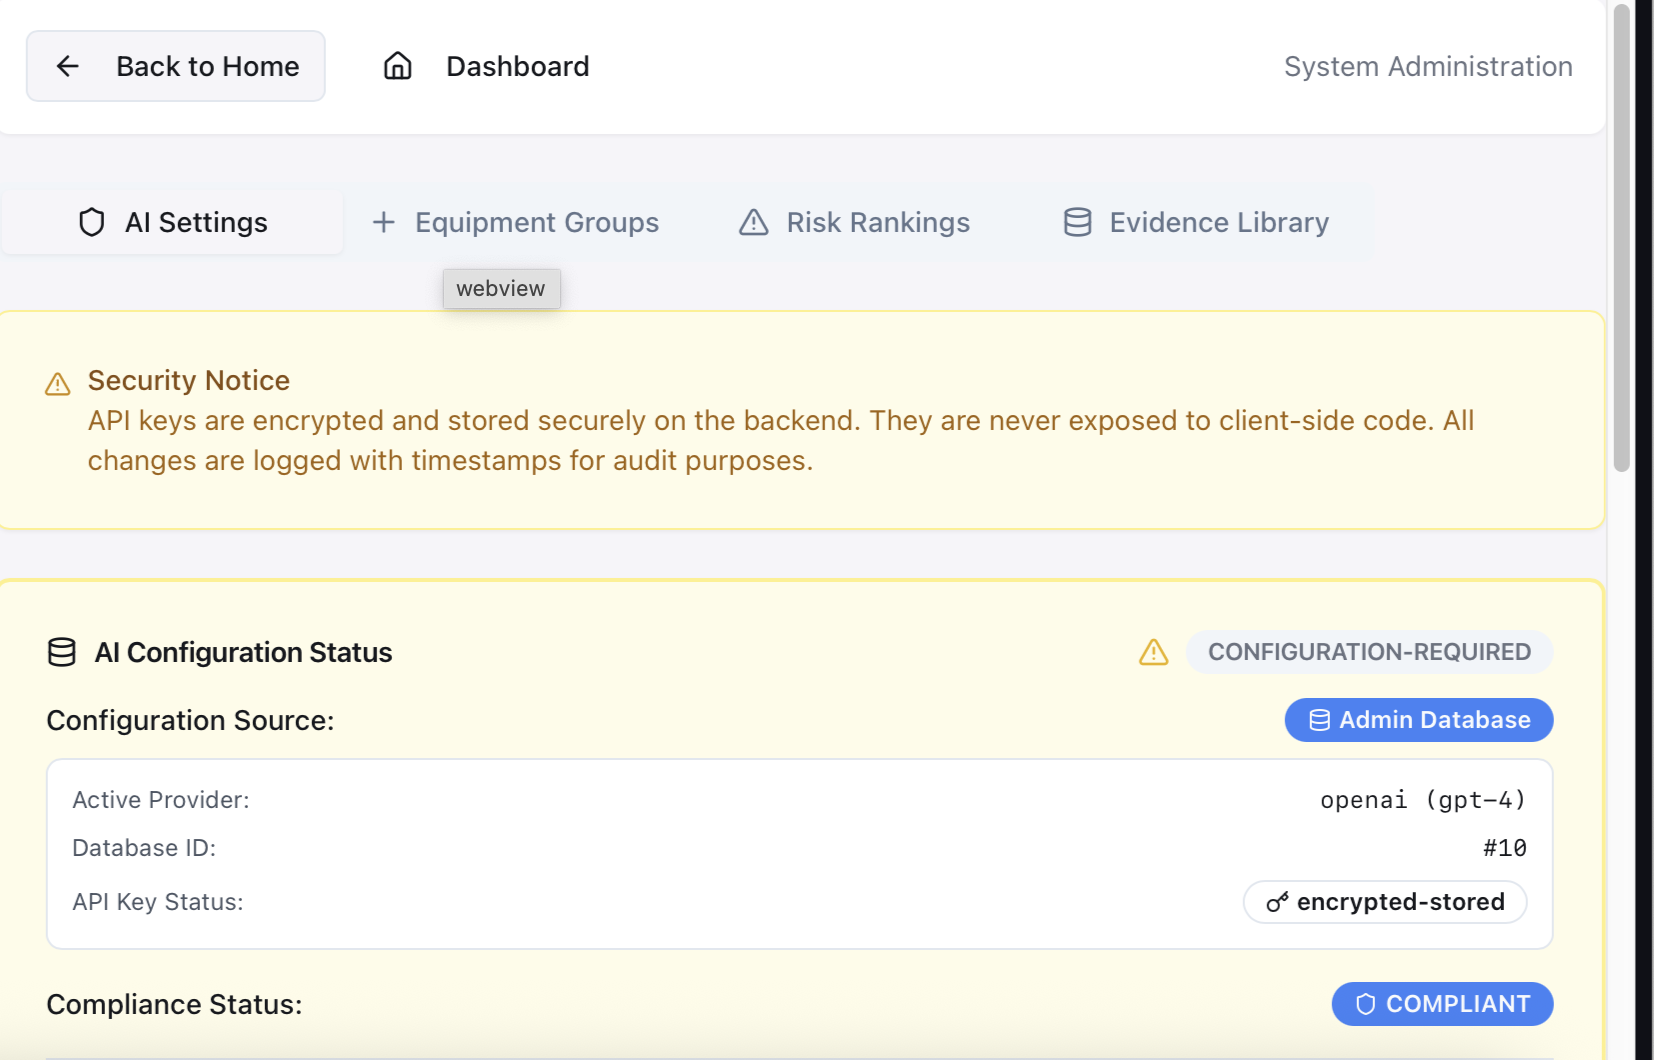 Back to Home
Dashboard
System Administration
AI Settings
Equipment Groups
Risk Rankings
Evidence Library
webview
Security Notice
API keys are encrypted and stored securely on the backend. They are never exposed to client-side code. All
changes are logged with timestamps for audit purposes.
AI Configuration Status
CONFIGURATION-REQUIRED
Configuration Source:
Admin Database
Active Provider:
openai (gpt-4)
Database ID:
#10
API Key Status:
encrypted-stored
Compliance Status:
COMPLIANT